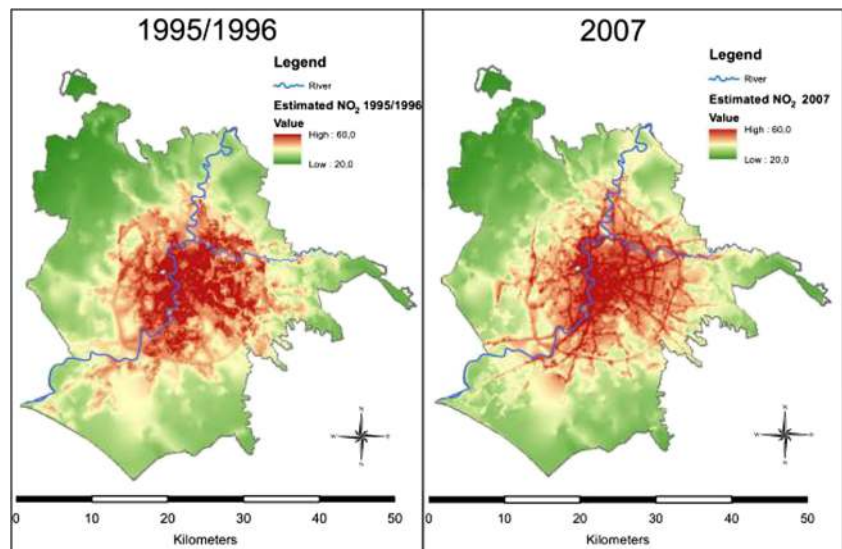 1995/1996
Legend
River
Estimated NO2 1995/1996
Value
High : 60,0
Low : 20,0
N
W
E
0 10 20 30 40 50
Kilometers
2007
Legend
River
Estimated NO2 2007
Value
High : 60,0
Low : 20,0
N
W
E
0 10 20 30 40 50
Kilometers